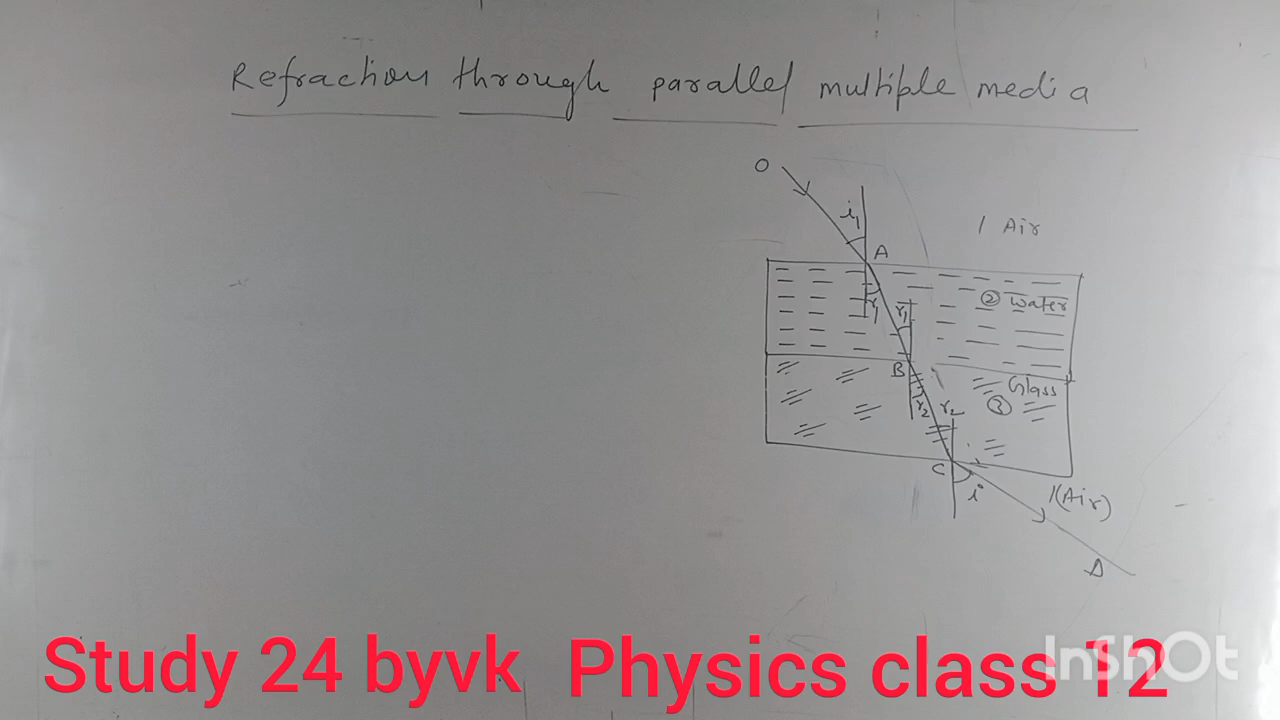 Refraction through parallel multiple media
O
i1
1 Air
A
r1
r1
② water
B
Glass
r2
r2
③
C
i
1(Air)
D
Study 24 byvk Physics class 12
InShOt